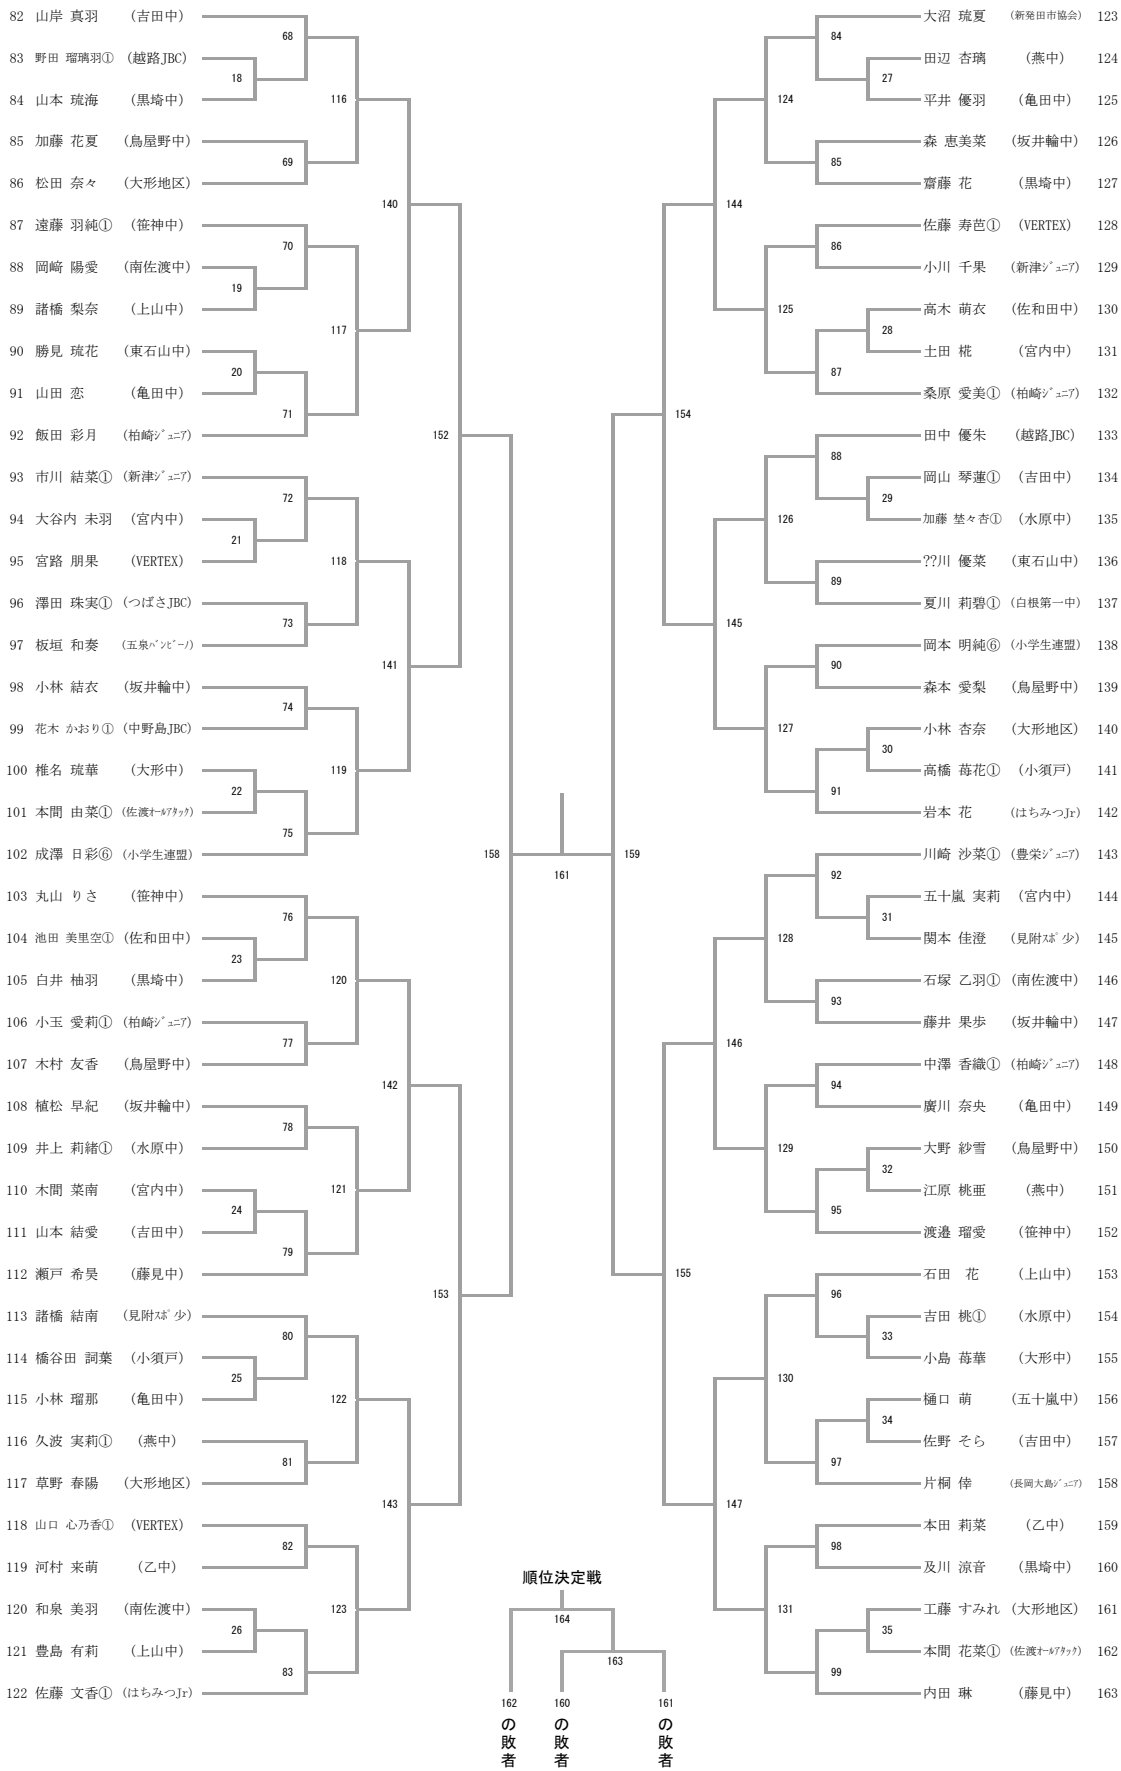 82 山岸 真羽 (吉田中)
83 野田 瑠璃羽① (越路JBC)
84 山本 琉海 (黒埼中)
85 加藤 花夏 (鳥屋野中)
86 松田 奈々 (大形地区)
87 遠藤 羽純① (笹神中)
88 岡﨑 陽愛 (南佐渡中)
89 諸橋 梨奈 (上山中)
90 勝見 琉花 (東石山中)
91 山田 恋 (亀田中)
92 飯田 彩月 (柏崎ジュニア)
93 市川 結菜① (新津ジュニア)
94 大谷内 未羽 (宮内中)
95 宮路 朋果 (VERTEX)
96 澤田 珠実① (つばさJBC)
97 板垣 和奏 (五泉バンビーノ)
98 小林 結衣 (坂井輪中)
99 花木 かおり① (中野島JBC)
100 椎名 琉華 (大形中)
101 本間 由菜① (佐渡オールアタック)
102 成澤 日彩⑥ (小学生連盟)
103 丸山 りさ (笹神中)
104 池田 美里空① (佐和田中)
105 白井 柚羽 (黒埼中)
106 小玉 愛莉① (柏崎ジュニア)
107 木村 友香 (鳥屋野中)
108 植松 早紀 (坂井輪中)
109 井上 莉緒① (水原中)
110 木間 菜南 (宮内中)
111 山本 結愛 (吉田中)
112 瀬戸 希昊 (藤見中)
113 諸橋 結南 (見附スポ少)
114 橋谷田 詞葉 (小須戸)
115 小林 瑠那 (亀田中)
116 久波 実莉① (燕中)
117 草野 春陽 (大形地区)
118 山口 心乃香① (VERTEX)
119 河村 来萌 (乙中)
120 和泉 美羽 (南佐渡中)
121 豊島 有莉 (上山中)
122 佐藤 文香① (はちみつJr)
68
18
116
69
140
70
19
117
20
71
152
72
21
118
73
141
74
119
22
75
158
76
23
120
77
142
78
121
24
79
153
80
25
122
81
143
82
123
26
83
161
159
84
27
124
85
144
86
125
28
87
154
88
29
126
89
145
90
127
30
91
92
31
128
93
146
94
129
32
95
155
96
33
130
34
97
147
98
131
35
99
大沼 琉夏 (新発田市協会) 123
田辺 杏璃 (燕中) 124
平井 優羽 (亀田中) 125
森 恵美菜 (坂井輪中) 126
齋藤 花 (黒埼中) 127
佐藤 寿芭① (VERTEX) 128
小川 千果 (新津ジュニア) 129
高木 萌衣 (佐和田中) 130
土田 椛 (宮内中) 131
桑原 愛美① (柏崎ジュニア) 132
田中 優朱 (越路JBC) 133
岡山 琴蓮① (吉田中) 134
加藤 埜々杏① (水原中) 135
??川 優菜 (東石山中) 136
夏川 莉碧① (白根第一中) 137
岡本 明純⑥ (小学生連盟) 138
森本 愛梨 (鳥屋野中) 139
小林 杏奈 (大形地区) 140
高橋 苺花① (小須戸) 141
岩本 花 (はちみつJr) 142
川崎 沙菜① (豊栄ジュニア) 143
五十嵐 実莉 (宮内中) 144
関本 佳澄 (見附スポ少) 145
石塚 乙羽① (南佐渡中) 146
藤井 果歩 (坂井輪中) 147
中澤 香織① (柏崎ジュニア) 148
廣川 奈央 (亀田中) 149
大野 紗雪 (鳥屋野中) 150
江原 桃亜 (燕中) 151
渡邉 瑠愛 (笹神中) 152
石田 花 (上山中) 153
吉田 桃① (水原中) 154
小島 苺華 (大形中) 155
樋口 萌 (五十嵐中) 156
佐野 そら (吉田中) 157
片桐 倖 (長岡大島ジュニア) 158
本田 莉菜 (乙中) 159
及川 涼音 (黒埼中) 160
工藤 すみれ (大形地区) 161
本間 花菜① (佐渡オールアタック) 162
内田 琳 (藤見中) 163
順位決定戦
164
163
162の敗者
160の敗者
161の敗者